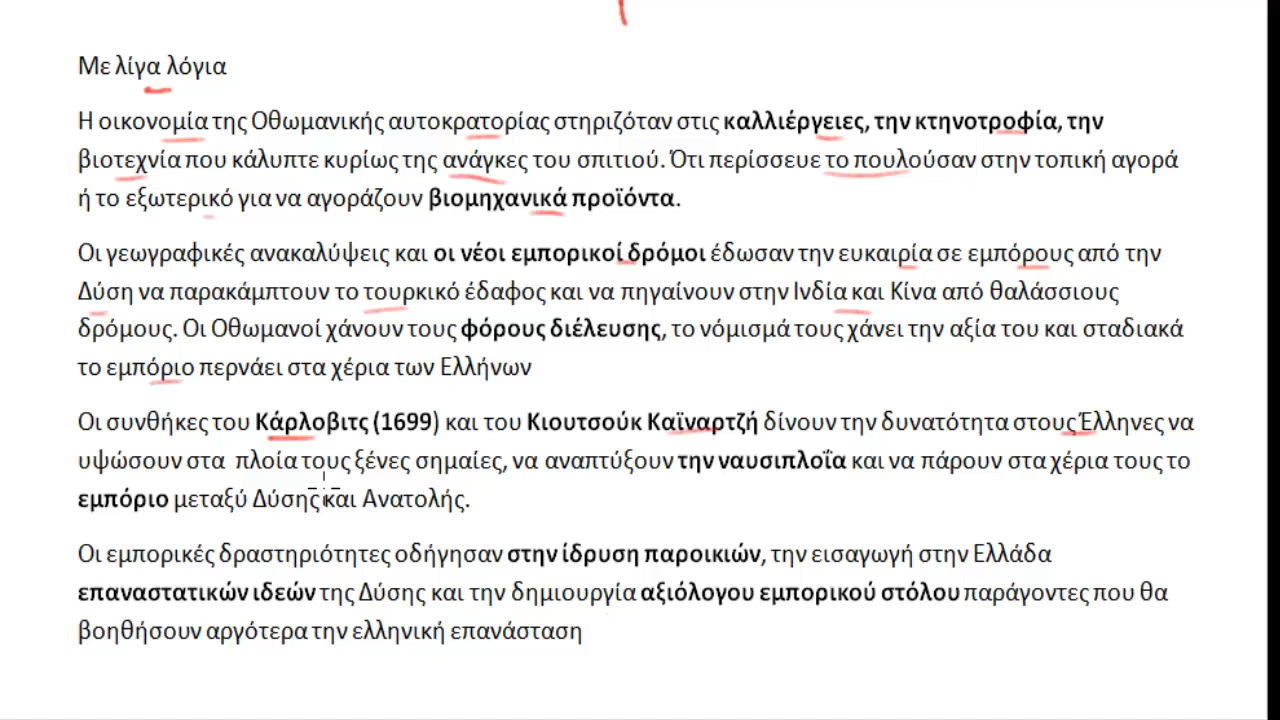 Με λίγα λόγια
Η οικονομία της Οθωμανικής αυτοκρατορίας στηριζόταν στις καλλιέργειες, την κτηνοτροφία, την
βιοτεχνία που κάλυπτε κυρίως της ανάγκες του σπιτιού. Ότι περίσσευε το πουλούσαν στην τοπική αγορά
ή το εξωτερικό για να αγοράζουν βιομηχανικά προϊόντα.
Οι γεωγραφικές ανακαλύψεις και οι νέοι εμπορικοί δρόμοι έδωσαν την ευκαιρία σε εμπόρους από την
Δύση να παρακάμπτουν το τουρκικό έδαφος και να πηγαίνουν στην Ινδία και Κίνα από θαλάσσιους
δρόμους. Οι Οθωμανοί χάνουν τους φόρους διέλευσης, το νόμισμά τους χάνει την αξία του και σταδιακά
το εμπόριο περνάει στα χέρια των Ελλήνων
Οι συνθήκες του Κάρλοβιτς (1699) και του Κιουτσούκ Καϊναρτζή δίνουν την δυνατότητα στους Έλληνες να
υψώσουν στα πλοία τους ξένες σημαίες, να αναπτύξουν την ναυσιπλοΐα και να πάρουν στα χέρια τους το
εμπόριο μεταξύ Δύσης και Ανατολής.
Οι εμπορικές δραστηριότητες οδήγησαν στην ίδρυση παροικιών, την εισαγωγή στην Ελλάδα
επαναστατικών ιδεών της Δύσης και την δημιουργία αξιόλογου εμπορικού στόλου παράγοντες που θα
βοηθήσουν αργότερα την ελληνική επανάσταση